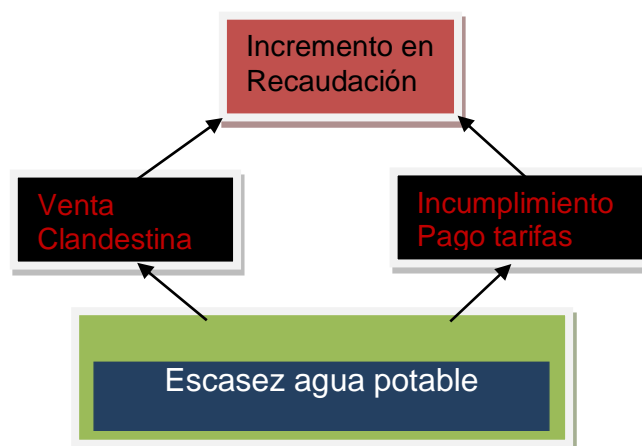 Incremento en
Recaudación
Venta
Clandestina
Incumplimiento
Pago tarifas
Escasez agua potable